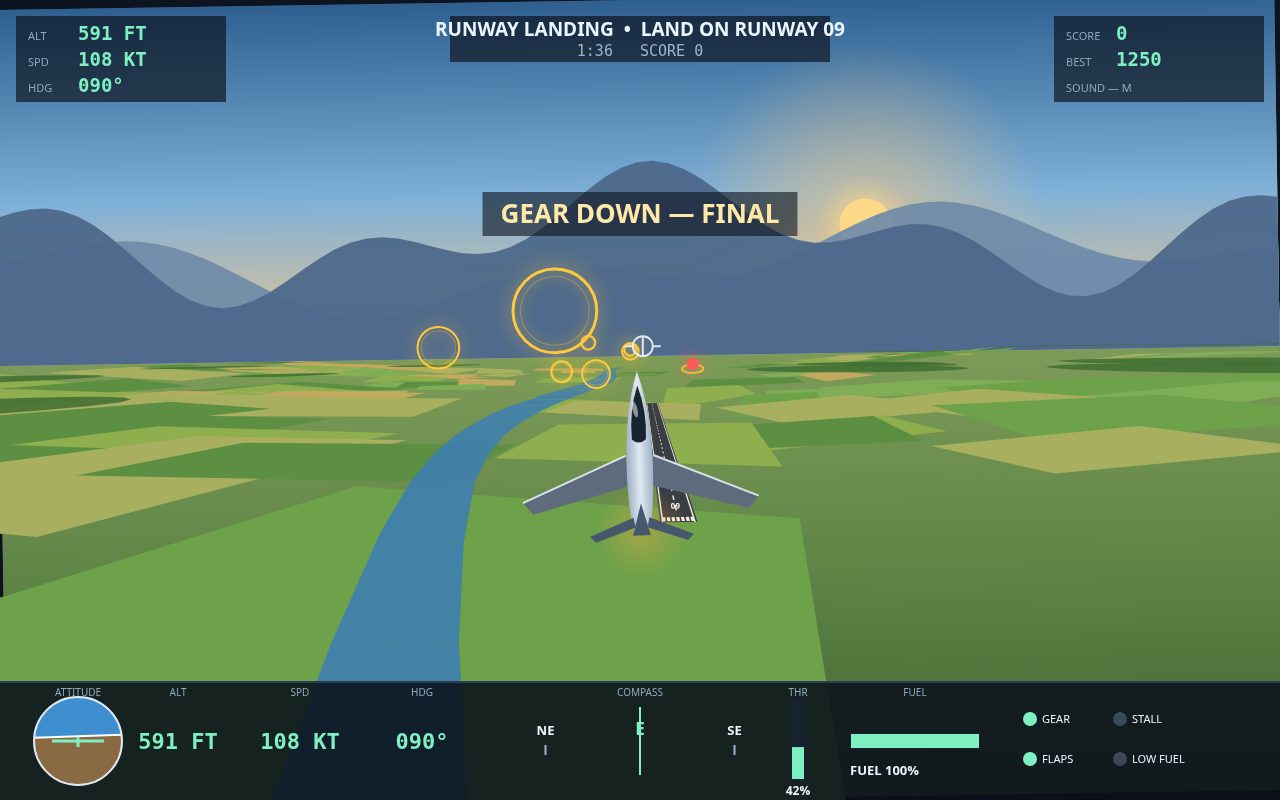 ALT 591 FT
SPD 108 KT
HDG 090°
RUNWAY LANDING • LAND ON RUNWAY 09
1:36 SCORE 0
SCORE 0
BEST 1250
SOUND — M
GEAR DOWN — FINAL
09
ATTITUDE ALT SPD HDG COMPASS THR FUEL
591 FT 108 KT 090°
NE E SE
GEAR STALL
FLAPS LOW FUEL
FUEL 100%
42%